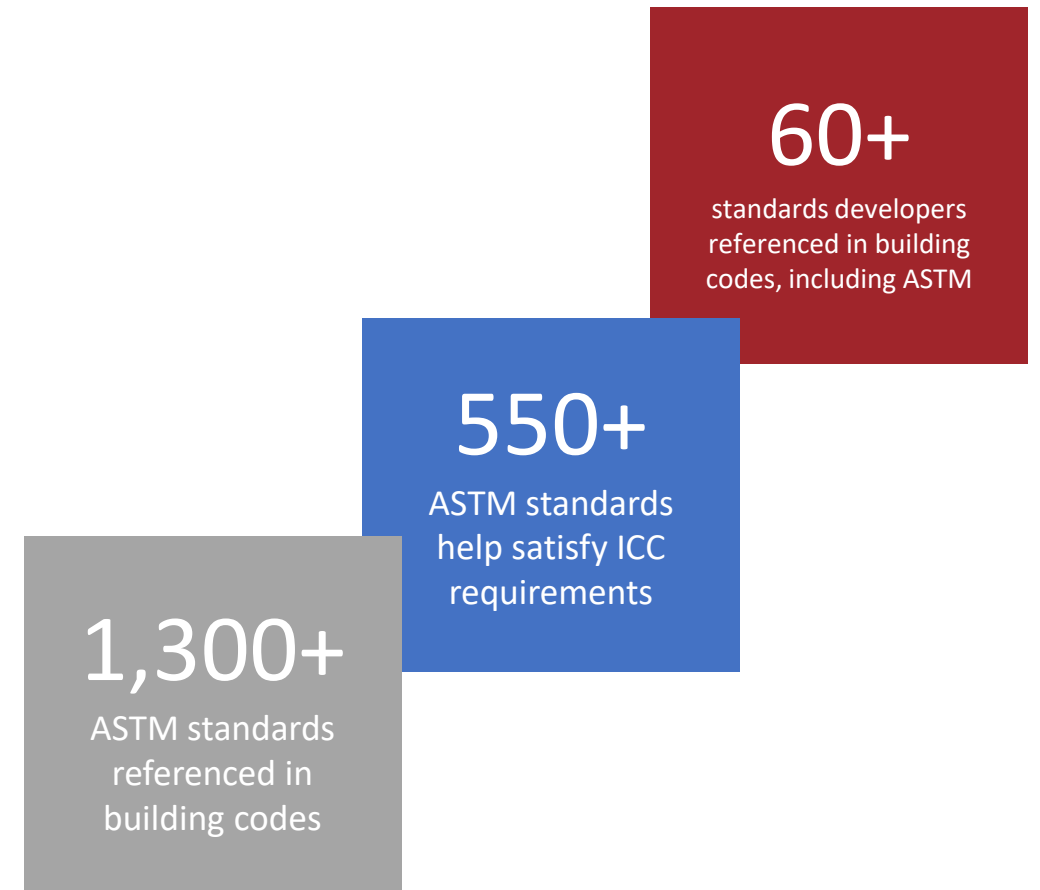 60+
standards developers
referenced in building
codes, including ASTM
550+
ASTM standards
help satisfy ICC
requirements
1,300+
ASTM standards
referenced in
building codes